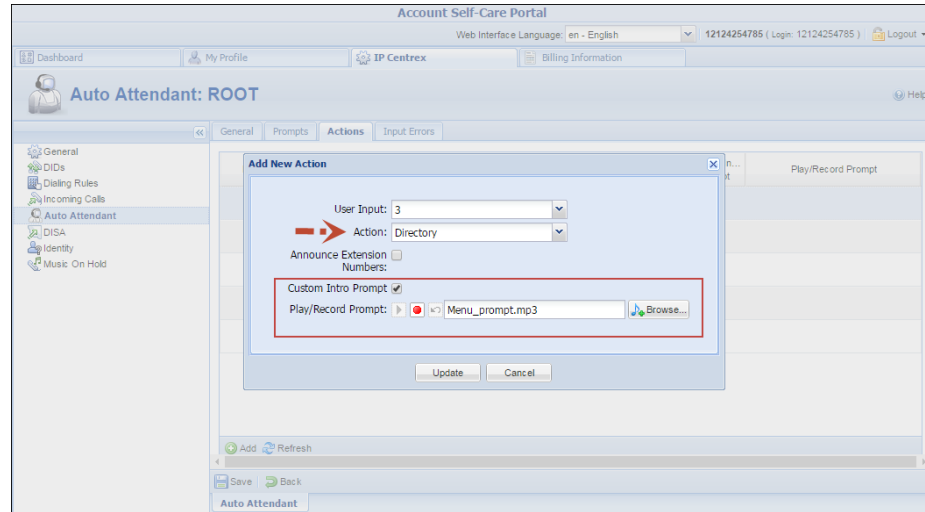 Account Self-Care Portal
Web Interface Language: en - English 12124254785 ( Login: 12124254785 ) Logout
Dashboard My Profile IP Centrex Billing Information
Auto Attendant: ROOT
Help
General Prompts Actions Input Errors
General
DIDs
Dialing Rules
Incoming Calls
Auto Attendant
DISA
Identity
Music On Hold
Add New Action
Play/Record Prompt
User Input: 3
Action: Directory
Announce Extension
Numbers:
Custom Intro Prompt
Play/Record Prompt: Menu_prompt.mp3 Browse...
Update Cancel
Add Refresh
Save Back
Auto Attendant